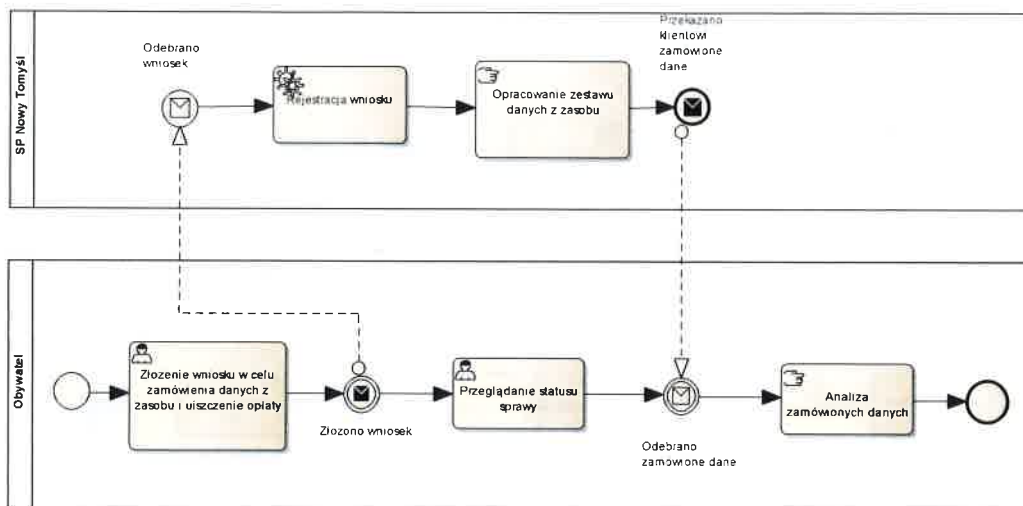 SP Nowy Tomyśl
Odebrano
wniosek
Rejestracja wniosku
Opracowanie zestawu
danych z zasobu
Przekazano
klientowi
zamówione
dane
Obywatel
Złożenie wniosku w celu
zamówienia danych z
zasobu i uiszczenie opłaty
Złożono wniosek
Przeglądanie statusu
sprawy
Odebrano
zamówione dane
Analiza
zamówionych danych